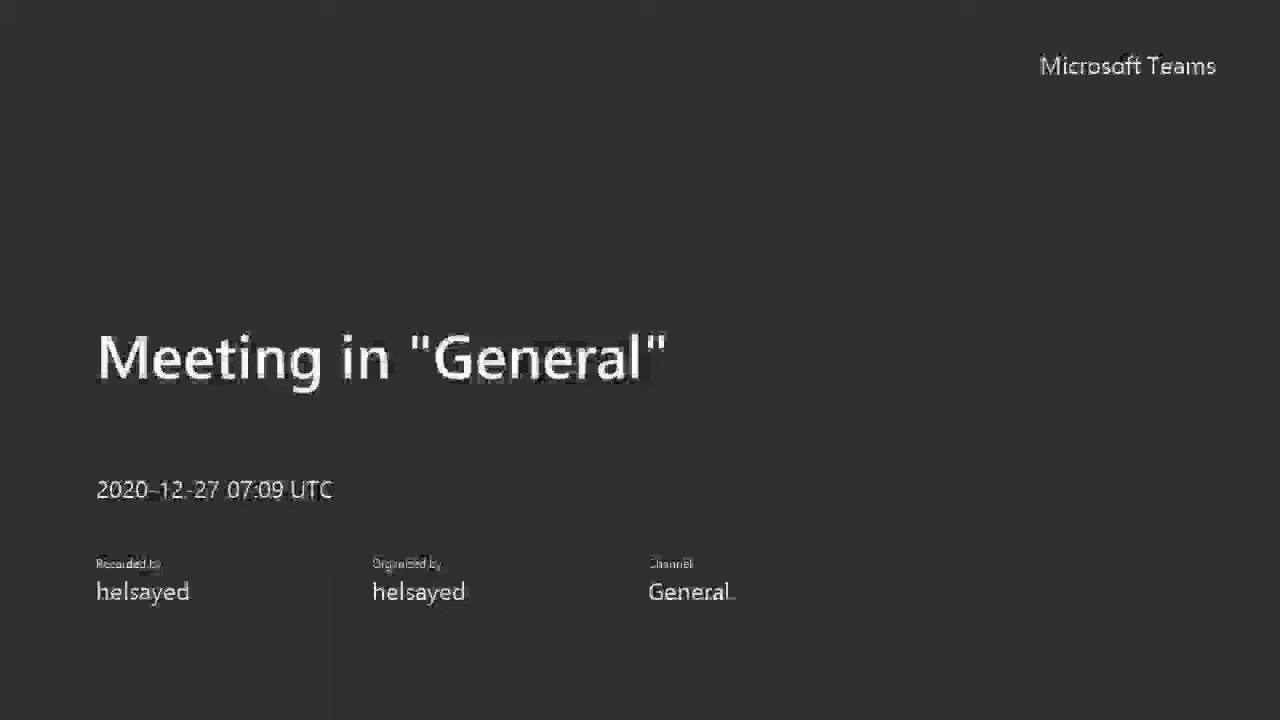 Microsoft Teams
Meeting in "General"
2020-12-27 07:09 UTC
Recorded by
Organized by
Channel
helsayed
helsayed
General